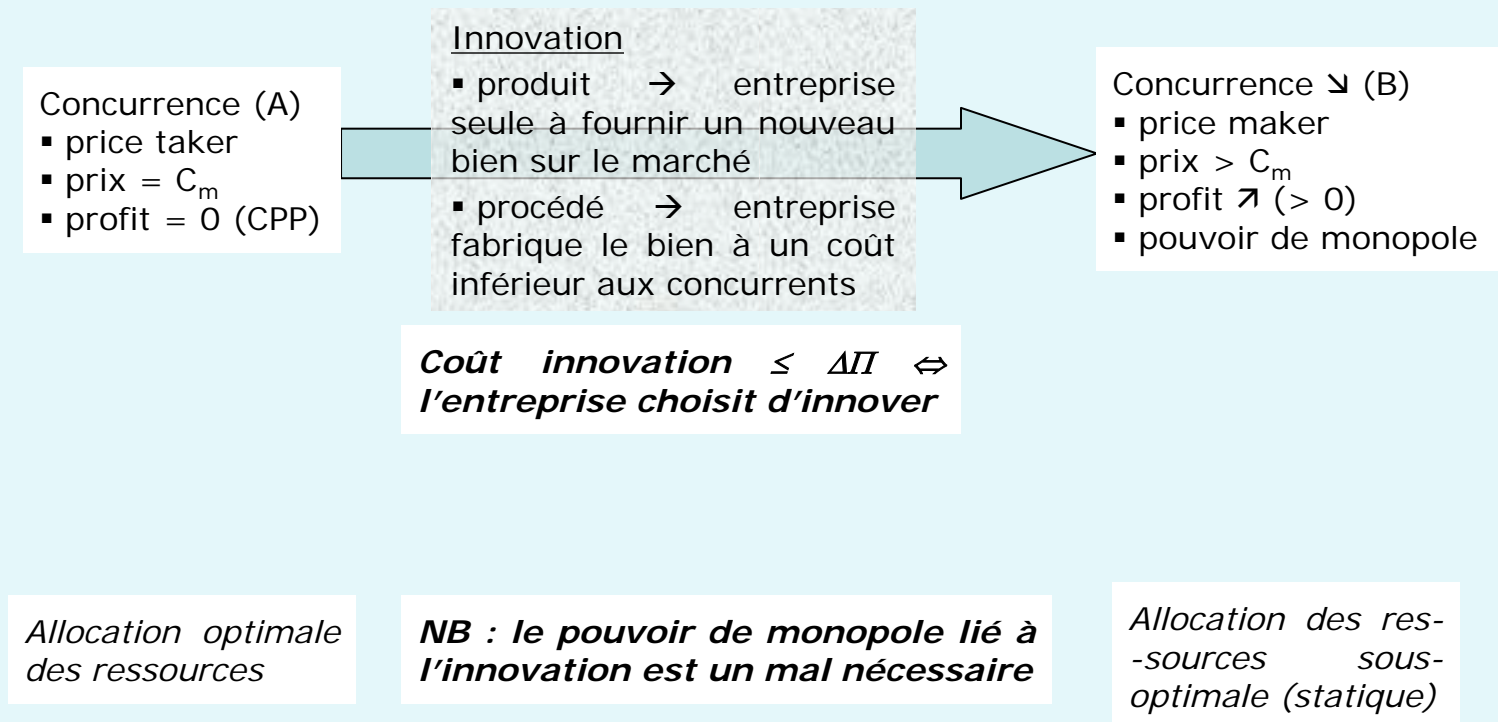 Concurrence (A)
▪ price taker
▪ prix = Cm
▪ profit = 0 (CPP)
Innovation
▪ produit → entreprise
seule à fournir un nouveau
bien sur le marché
▪ procédé → entreprise
fabrique le bien à un coût
inférieur aux concurrents
Concurrence ↘ (B)
▪ price maker
▪ prix > Cm
▪ profit ↗ (> 0)
▪ pouvoir de monopole
Coût innovation ≤ ΔΠ ⇔
l'entreprise choisit d'innover
Allocation optimale
des ressources
NB : le pouvoir de monopole lié à
l'innovation est un mal nécessaire
Allocation des res-
-sources sous-
optimale (statique)